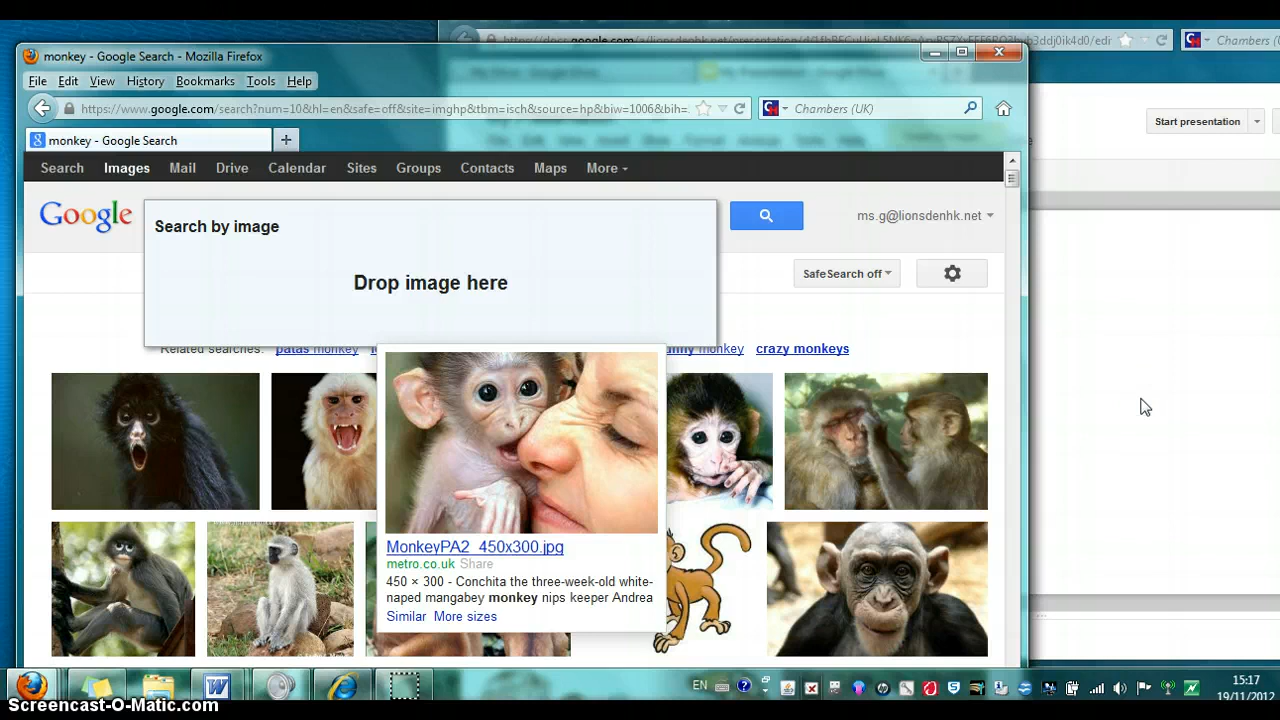 monkey - Google Search - Mozilla Firefox
File Edit View History Bookmarks Tools Help
https://www.google.com/search?num=10&hl=en&safe=off&site=imghp&tbm=isch&source=hp&biw=1006&bih=
Chambers (UK)
Chambers (
monkey - Google Search
Start presentation
Search Images Mail Drive Calendar Sites Groups Contacts Maps More
Google
Search by image
Drop image here
ms.g@lionsdenhk.net
SafeSearch off
Related searches: patas monkey
monkey crazy monkeys
MonkeyPA2_450x300.jpg
metro.co.uk Share
450 × 300 - Conchita the three-week-old white-
naped mangabey monkey nips keeper Andrea
Similar More sizes
EN
15:17
19/11/2012
Screencast-O-Matic.com